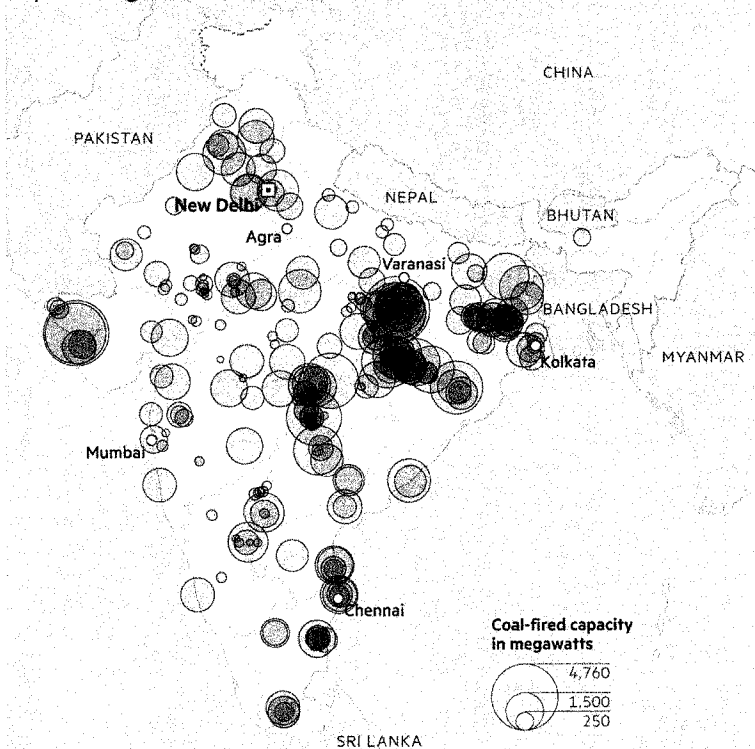 CHINA
PAKISTAN
New Delhi
NEPAL
BHUTAN
Agra
Varanasi
BANGLADESH
Kolkata
MYANMAR
Mumbai
Chennai
Coal-fired capacity
in megawatts
4,760
1,500
250
SRI LANKA